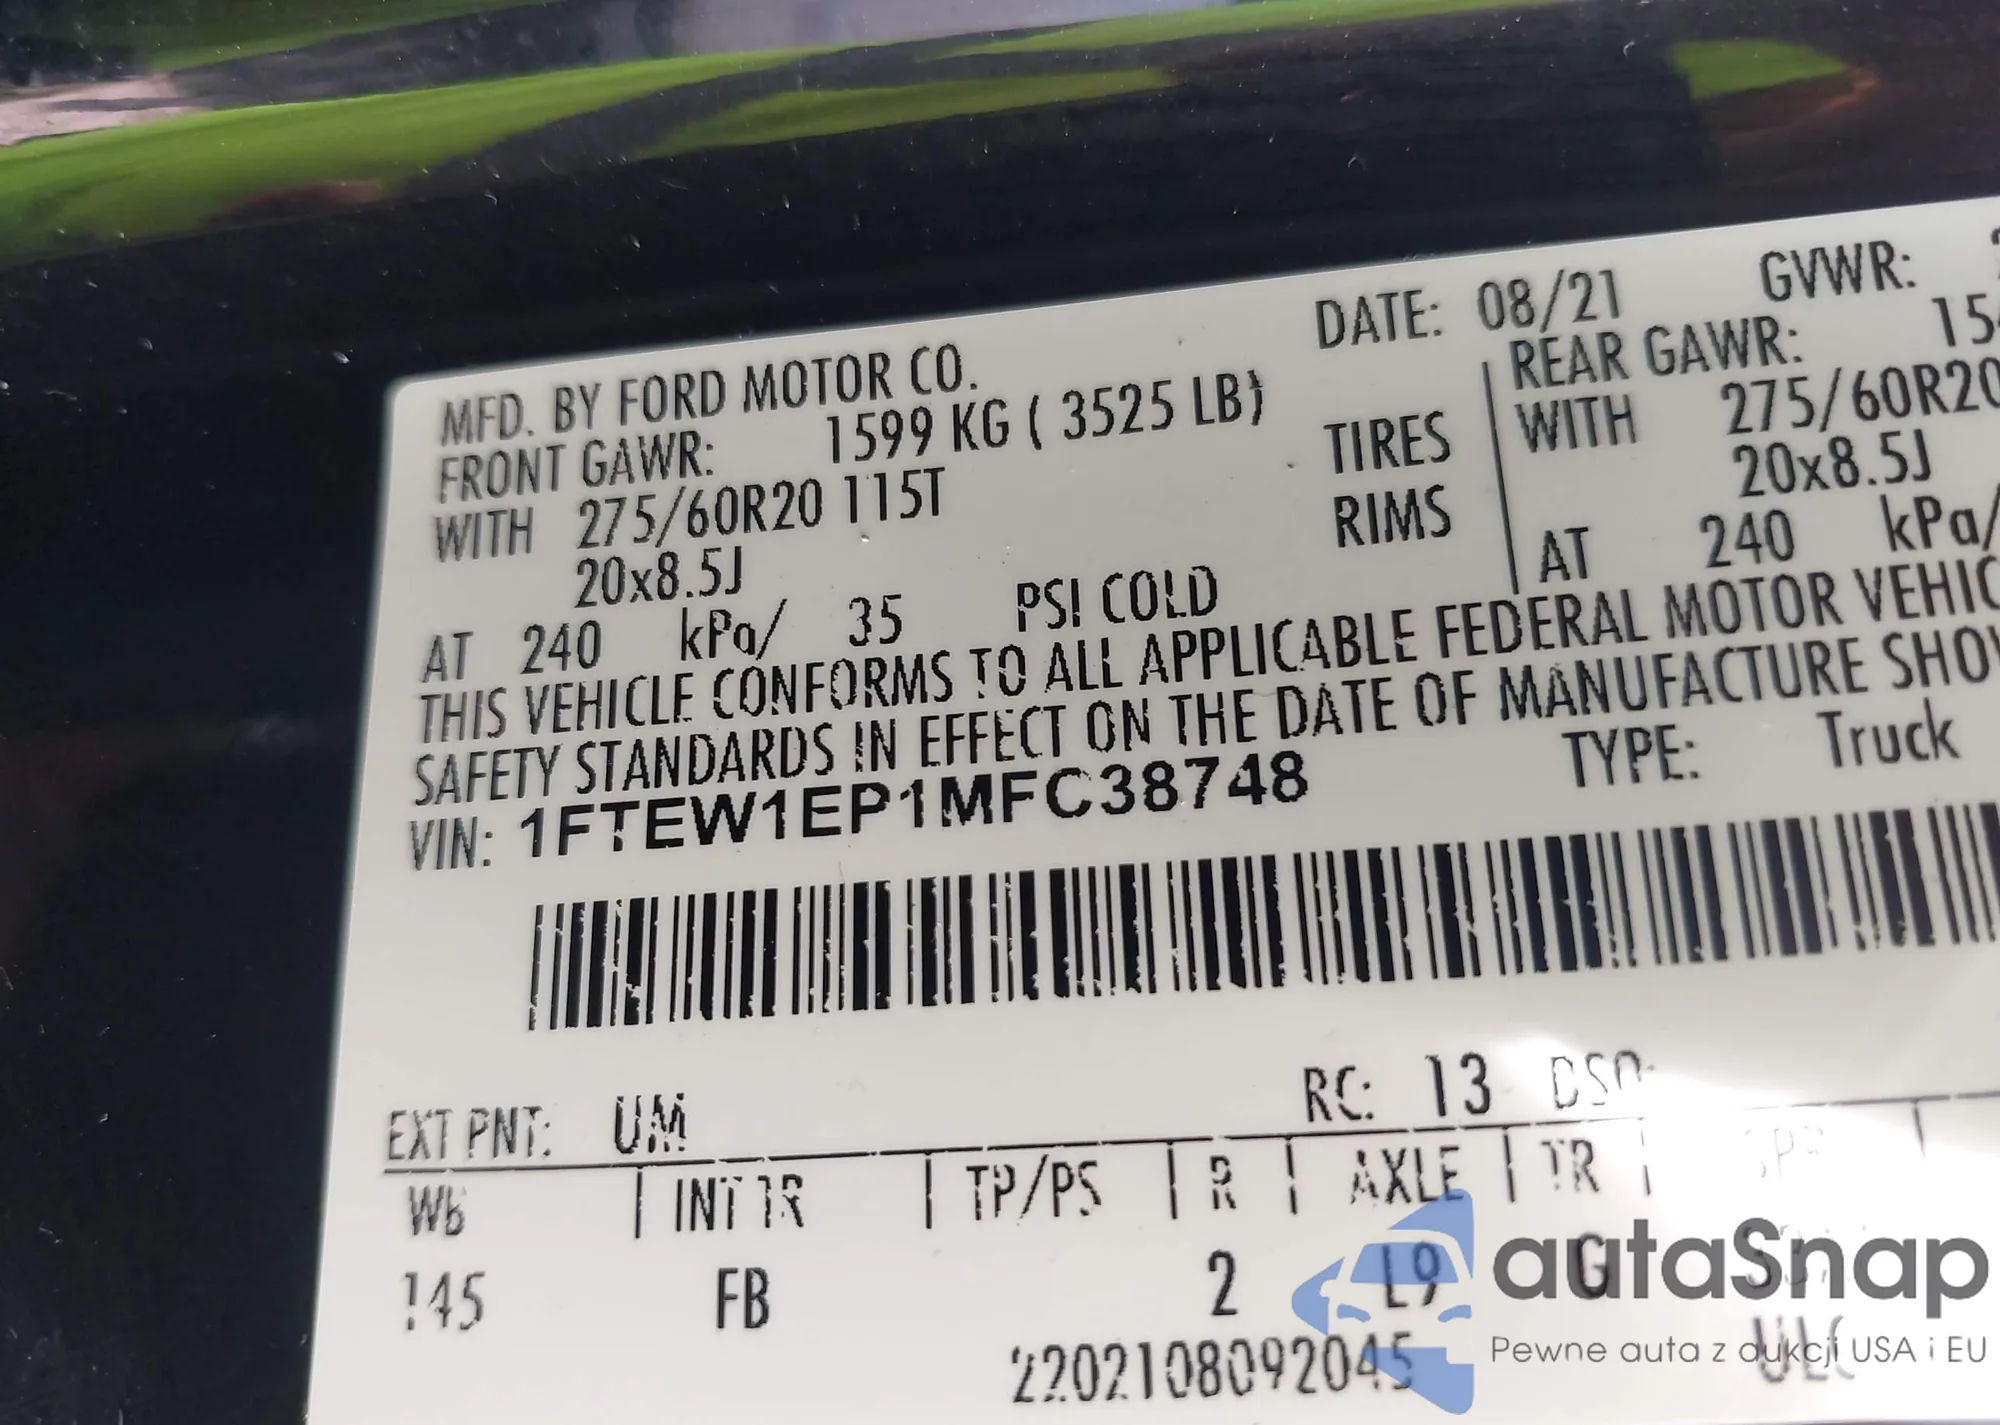 DATE: 08/21 GVWR:
MFD. BY FORD MOTOR CO.
FRONT GAWR: 1599 KG ( 3525 LB) REAR GAWR:
WITH 275/60R20 115T TIRES WITH 275/60R20
20x8.5J RIMS 20x8.5J
AT 240 kPa/ 35 PSI COLD AT 240 kPa/
THIS VEHICLE CONFORMS TO ALL APPLICABLE FEDERAL MOTOR
SAFETY STANDARDS IN EFFECT ON THE DATE OF MANUFACTURE
VIN: 1FTEW1EP1MFC38748 TYPE: Truck
EXT PNT: UM RC: 13 DSO:
WB INT TR TP/PS R AXLE TR
145 FB 2 L9 G
2202108092045
autaSnap
Pewne auta z aukcji USA i EU